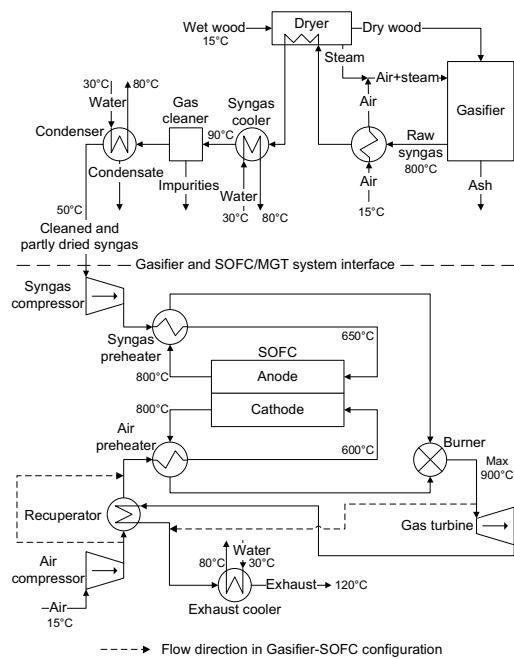 Wet wood
15°C
Dryer
Dry wood
Steam
Air+steam
Air
Gasifier
30°C
80°C
Water
Condenser
Gas
cleaner
Syngas
cooler
90°C
Raw
syngas
800°C
Condensate
Impurities
Water
30°C
80°C
Air
15°C
Ash
50°C
Cleaned and
partly dried syngas
Gasifier and SOFC/MGT system interface
Syngas
compressor
Syngas
preheater
650°C
SOFC
800°C
Anode
800°C
Cathode
Air
preheater
600°C
Burner
Max
900°C
Recuperator
Gas turbine
Air
compressor
Water
80°C
30°C
Exhaust
120°C
Air
15°C
Exhaust cooler
Flow direction in Gasifier-SOFC configuration